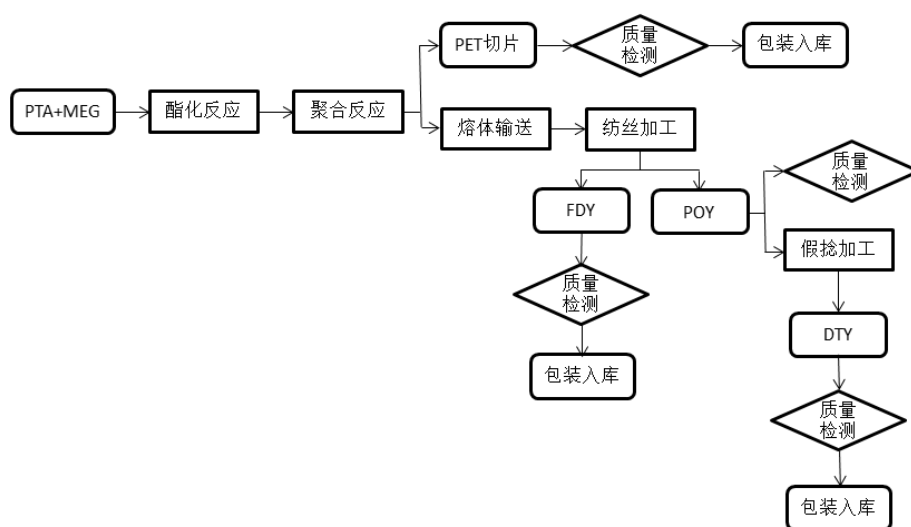 PTA+MEG
酯化反应
聚合反应
PET切片
质量
检测
包装入库
熔体输送
纺丝加工
FDY
质量
检测
包装入库
POY
质量
检测
假捻加工
DTY
质量
检测
包装入库